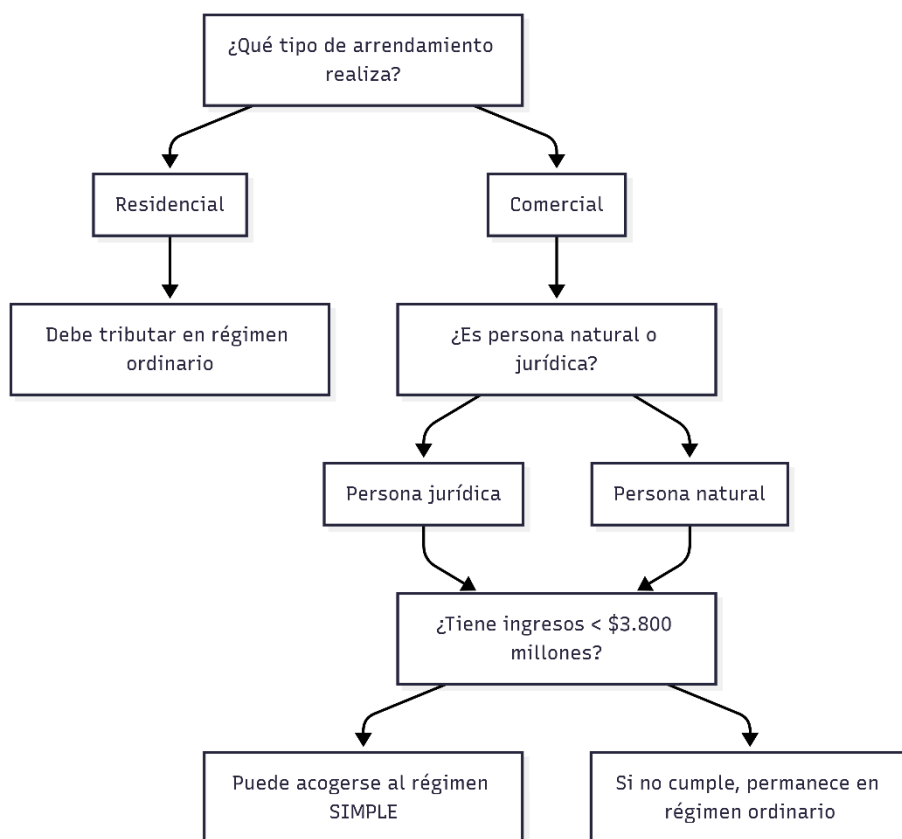 ¿Qué tipo de arrendamiento
realiza?
Residencial
Comercial
Debe tributar en régimen
ordinario
¿Es persona natural o
jurídica?
Persona jurídica
Persona natural
¿Tiene ingresos < $3.800
millones?
Puede acogerse al régimen
SIMPLE
Si no cumple, permanece en
régimen ordinario